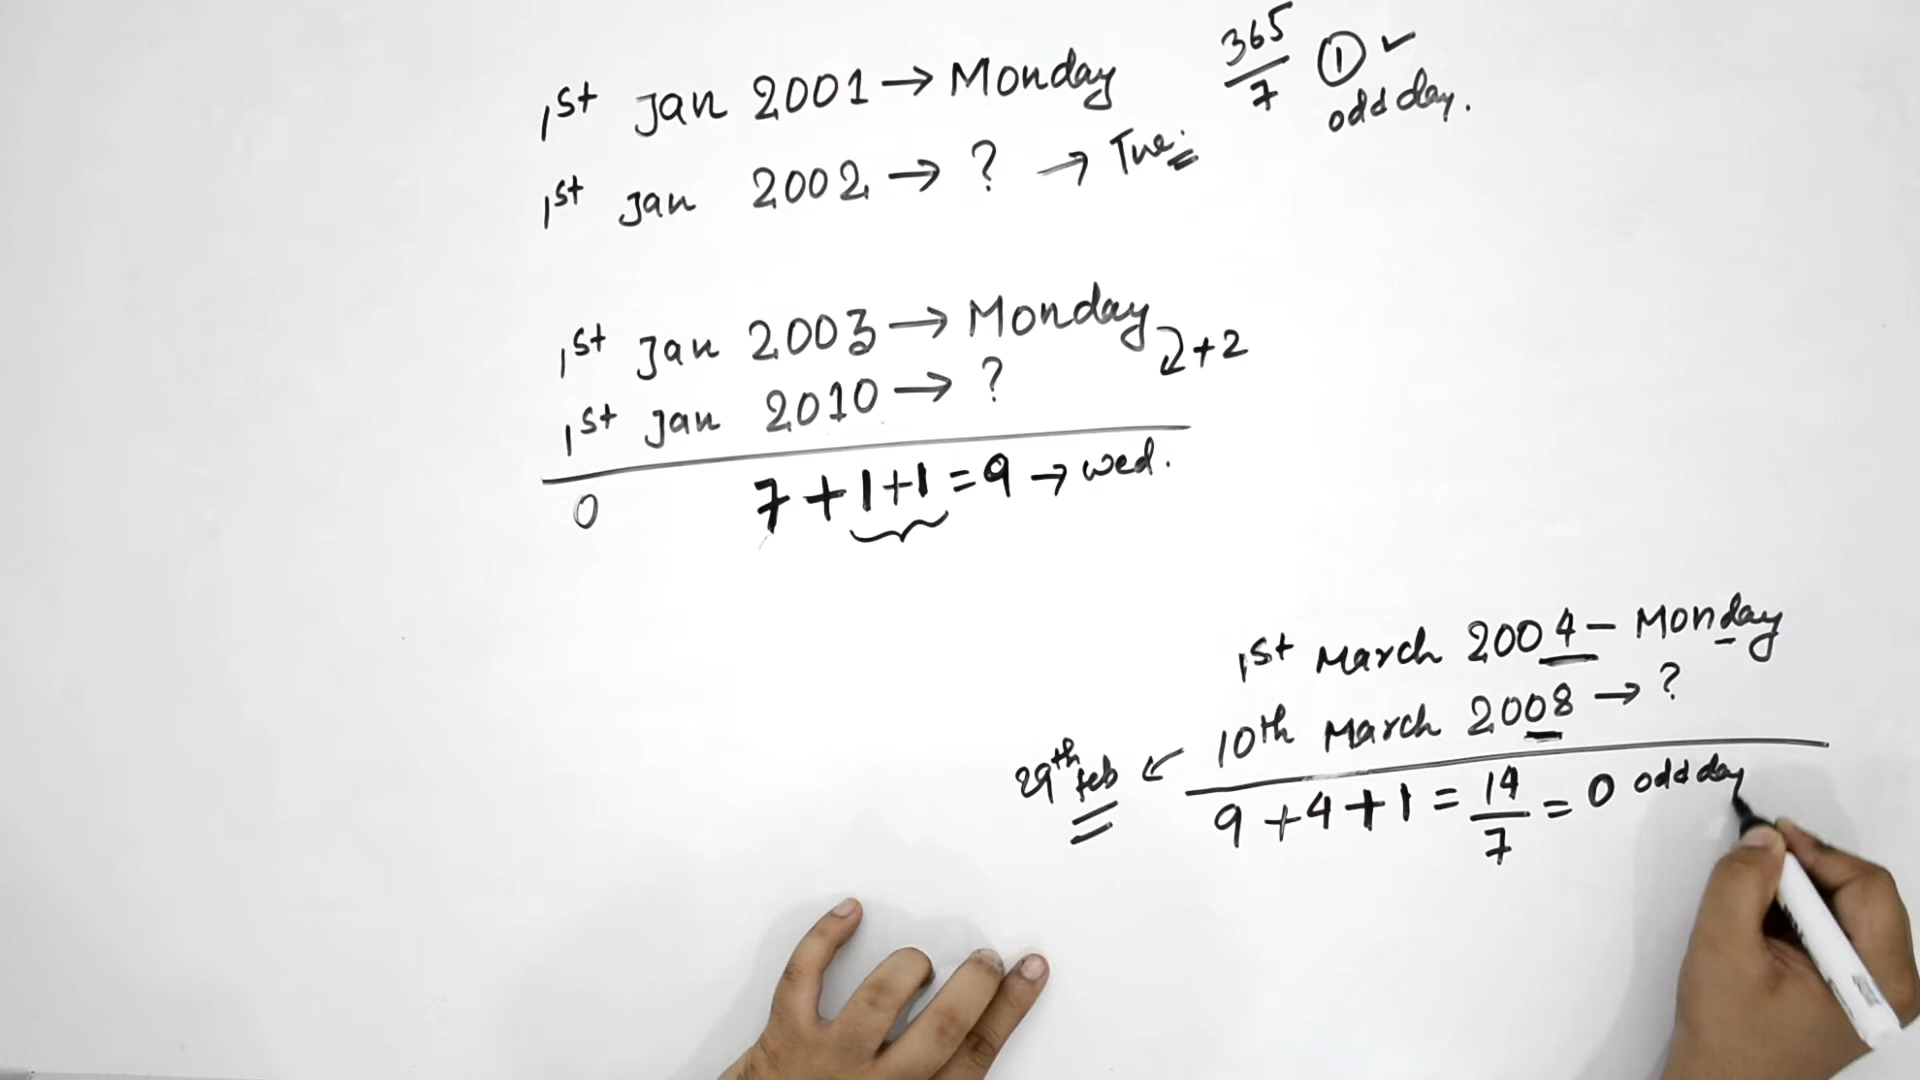 1st Jan 2001 → Monday
365/7 1 ✓
odd day.
1st Jan 2002 → ? → Tue.
1st Jan 2003 → Monday
+2
1st Jan 2010 → ?
0 7+1+1=9 → wed.
1st March 2004 – Monday
10th March 2008 → ?
29th feb ←
9+4+1 = 14/7 = 0 odd day